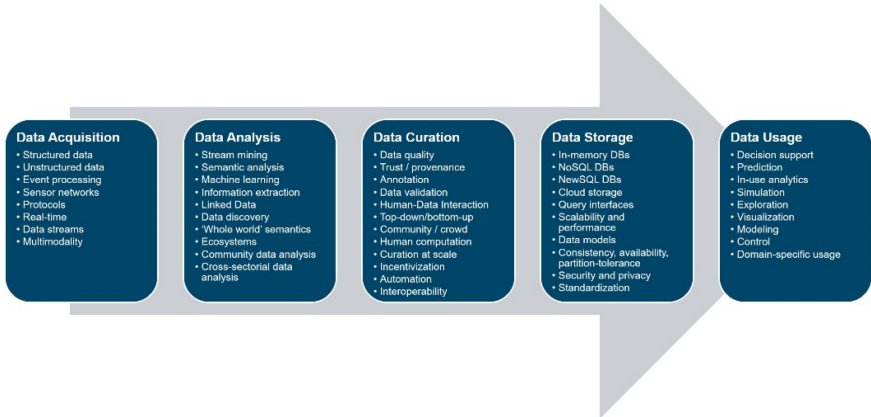 Data Acquisition
• Structured data
• Unstructured data
• Event processing
• Sensor networks
• Protocols
• Real-time
• Data streams
• Multimodality
Data Analysis
• Stream mining
• Semantic analysis
• Machine learning
• Information extraction
• Linked Data
• Data discovery
• 'Whole world' semantics
• Ecosystems
• Community data analysis
• Cross-sectorial data
analysis
Data Curation
• Data quality
• Trust / provenance
• Annotation
• Data validation
• Human-Data Interaction
• Top-down/bottom-up
• Community / crowd
• Human computation
• Curation at scale
• Incentivization
• Automation
• Interoperability
Data Storage
• In-memory DBs
• NoSQL DBs
• NewSQL DBs
• Cloud storage
• Query interfaces
• Scalability and
performance
• Data models
• Consistency, availability,
partition-tolerance
• Security and privacy
• Standardization
Data Usage
• Decision support
• Prediction
• In-use analytics
• Simulation
• Exploration
• Visualization
• Modeling
• Control
• Domain-specific usage